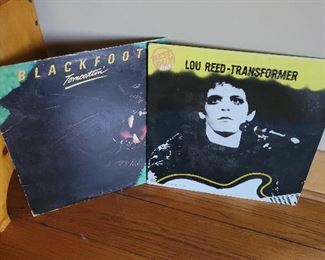 BLACKFOOT
Tomcattin'
LOU REED-TRANSFORMER